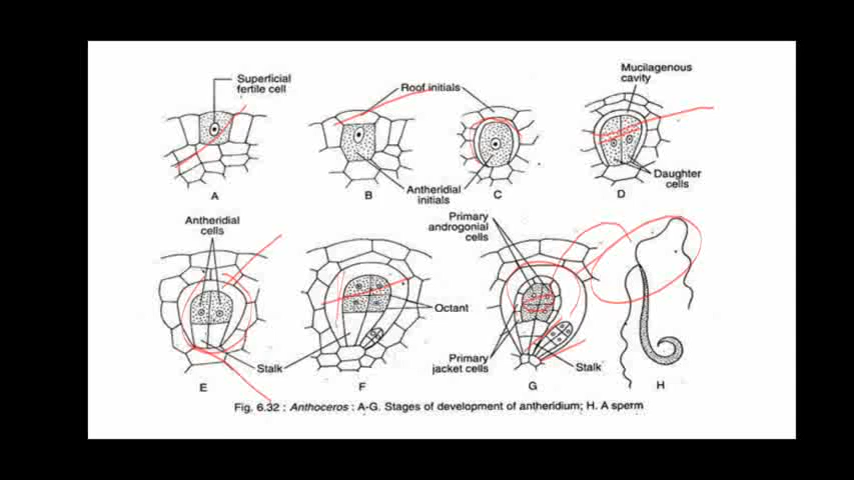 Superficial
fertile cell
A
Roof initials
B
Antheridial
initials
C
Mucilagenous
cavity
Daughter
cells
D
Antheridial
cells
Stalk
E
Octant
F
Primary
androgonial
cells
Primary
jacket cells
Stalk
G
H
Fig. 6.32 : Anthoceros : A-G. Stages of development of antheridium; H. A sperm